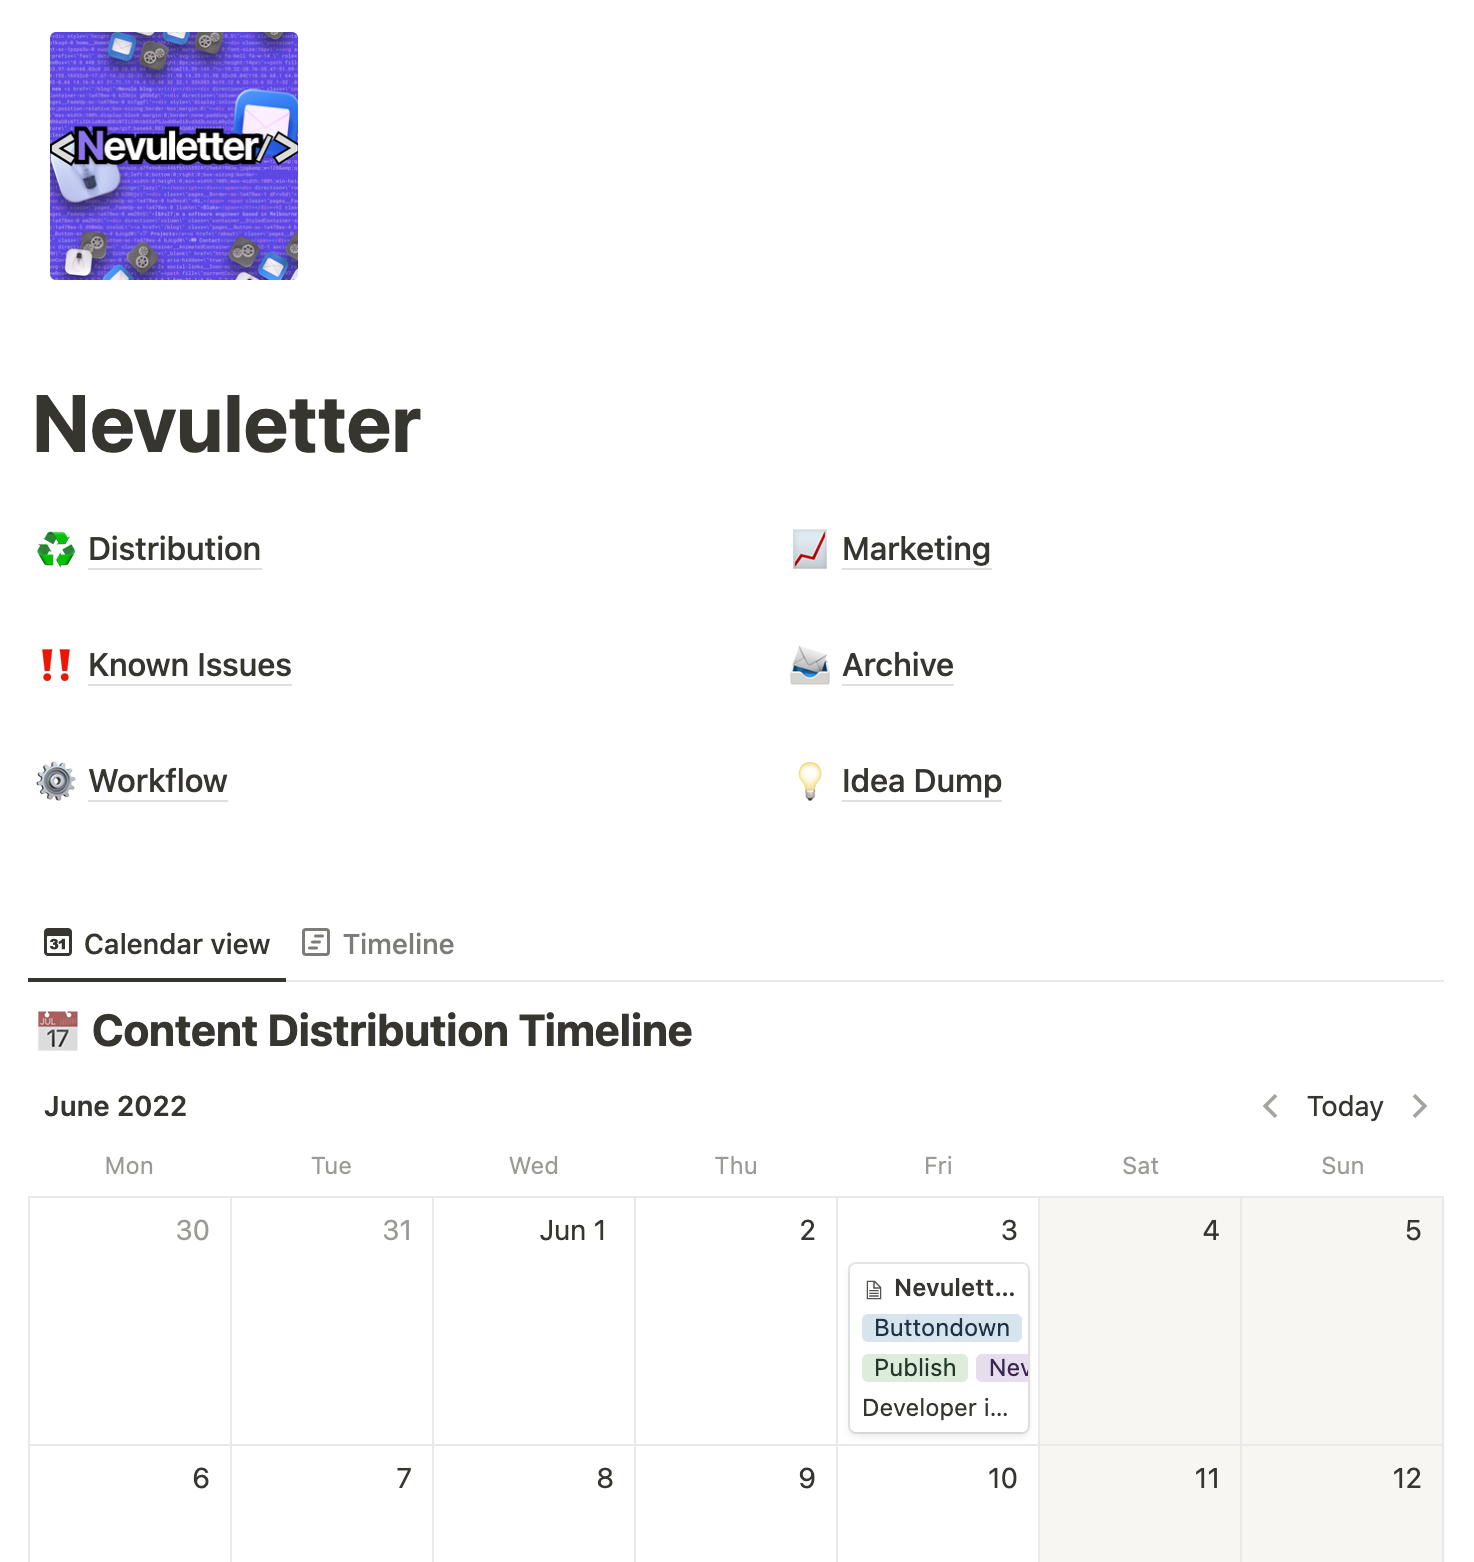 <Nevuletter/>
Nevuletter
Distribution
Marketing
Known Issues
Archive
Workflow
Idea Dump
31 Calendar view Timeline
JUL 17 Content Distribution Timeline
June 2022 Today
Mon Tue Wed Thu Fri Sat Sun
30 31 Jun 1 2 3 4 5
Nevulett...
Buttondown
Publish Nev
Developer i...
6 7 8 9 10 11 12